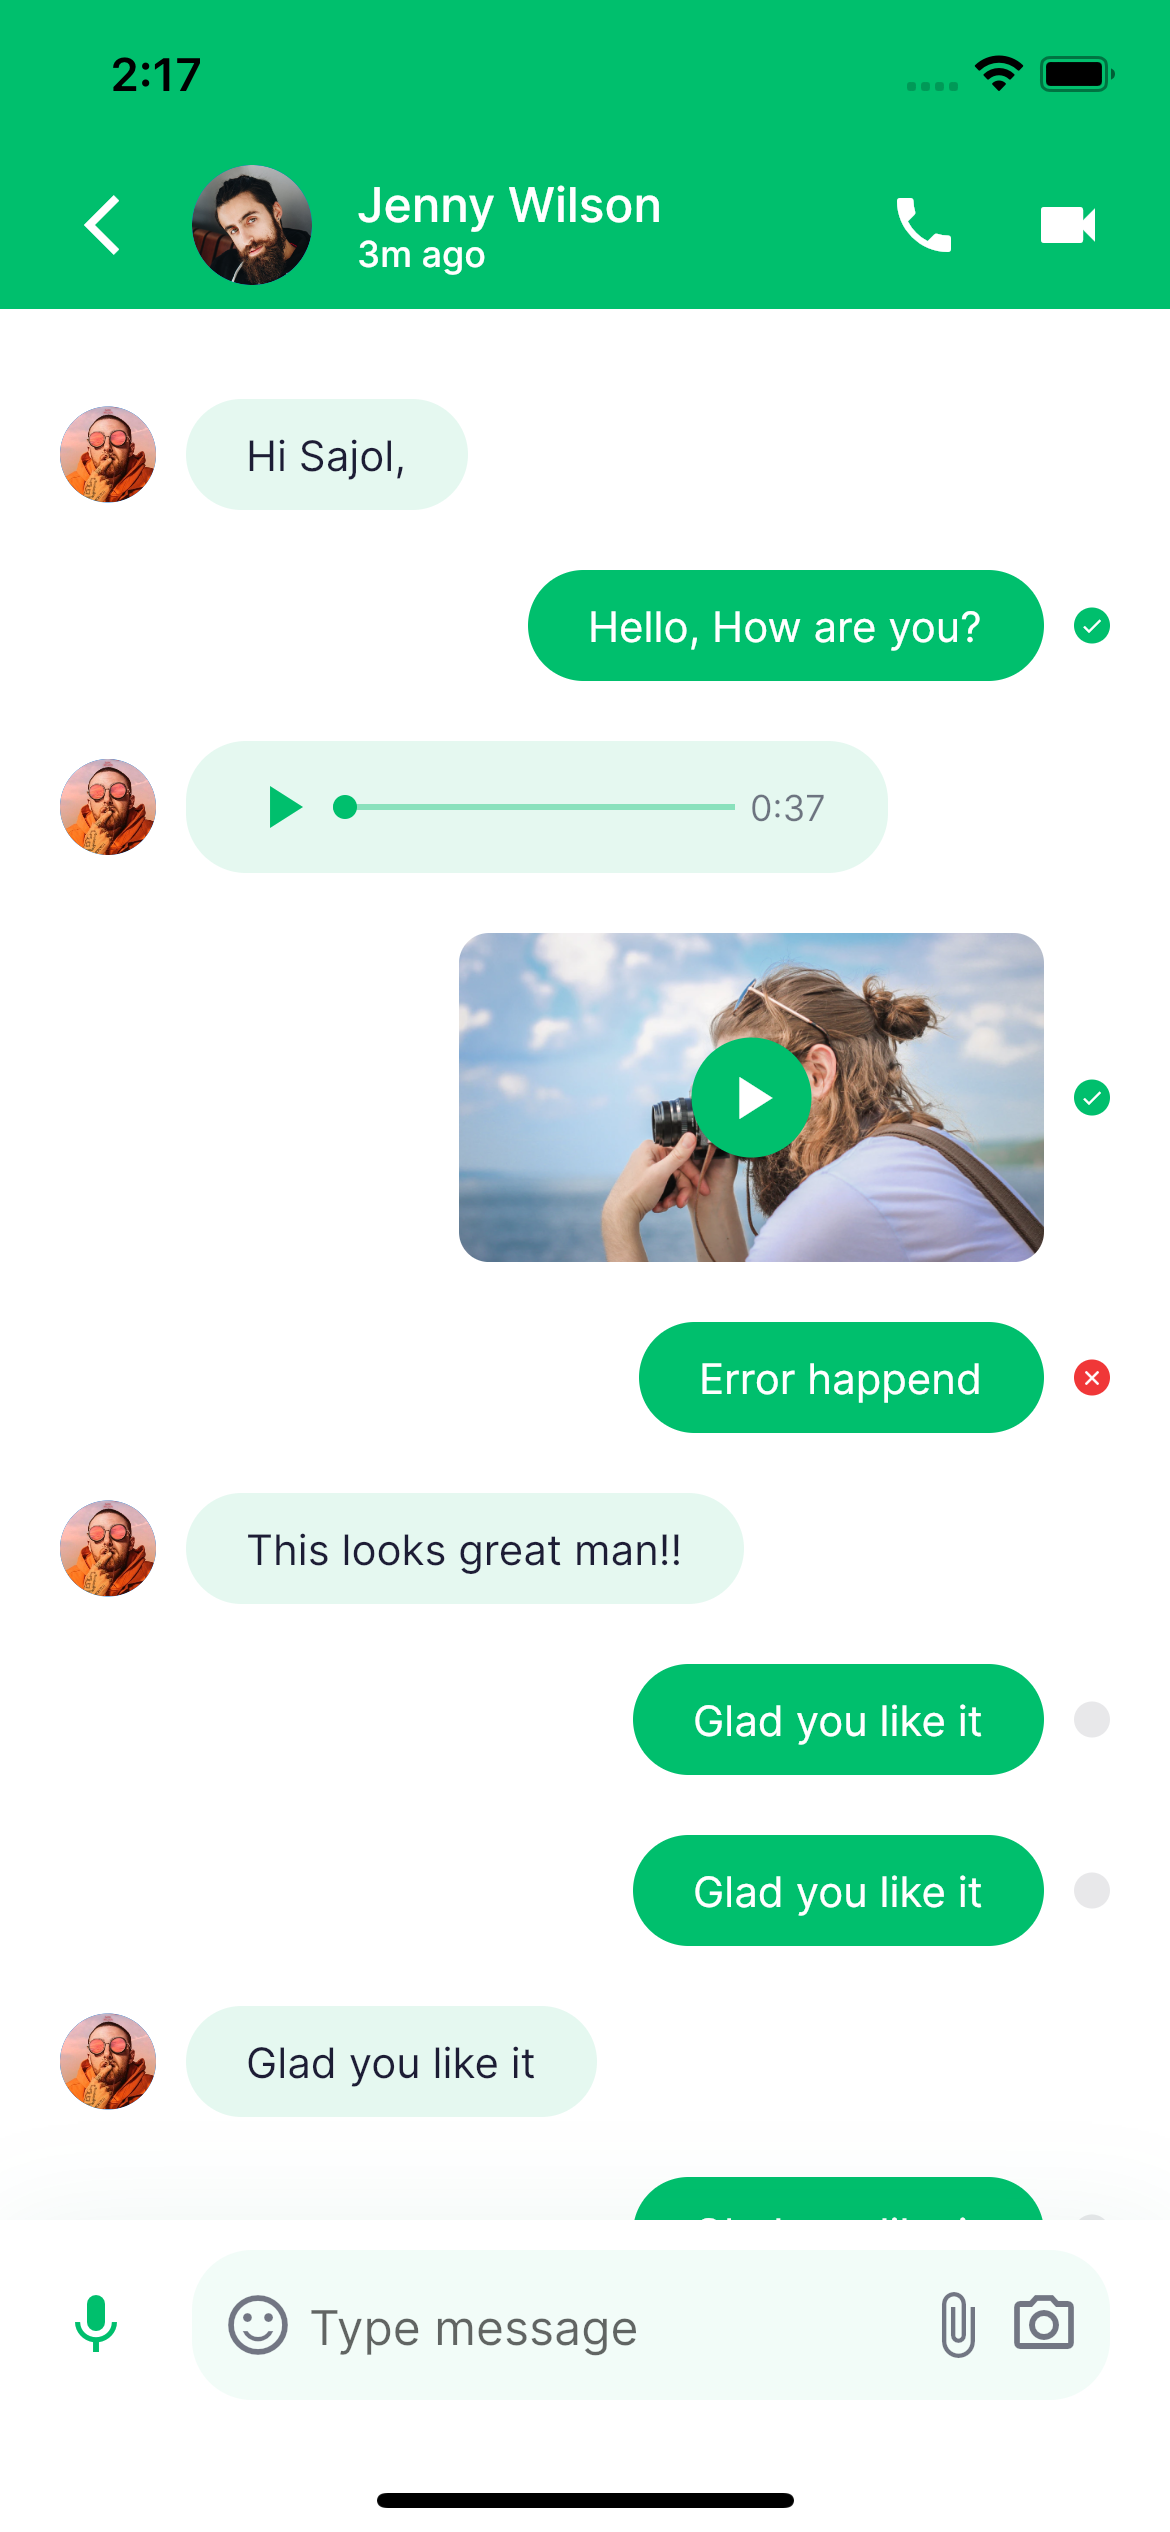 2:17
Jenny Wilson
3m ago
Hi Sajol,
Hello, How are you?
0:37
Error happend
This looks great man!!
Glad you like it
Glad you like it
Glad you like it
Type message